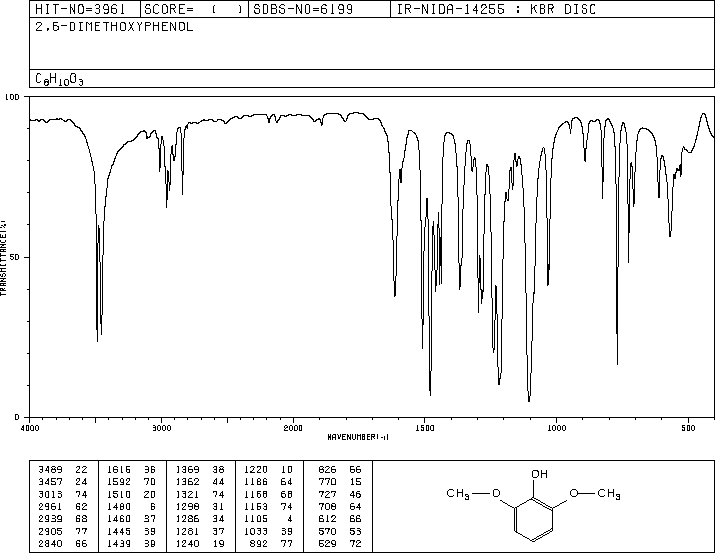 HIT-NO=3961 SCORE= ( ) SDBS-NO=6199 IR-NIDA-14255 : KBR DISC
2,6-DIMETHOXYPHENOL
C8H10O3
100
50
0
TRANSMITTANCE(%)
4000 3000 2000 1500 1000 500
WAVENUMBER(-1)
3489 22 1615 36 1369 38 1220 10 826 66
3457 24 1592 70 1362 44 1186 64 770 15
3013 74 1510 20 1321 74 1168 68 727 46
2961 62 1480 6 1298 31 1153 74 708 64
2939 68 1460 37 1286 34 1105 4 612 66
2905 77 1445 39 1281 37 1033 39 570 53
2840 66 1439 39 1240 19 892 77 529 72
OH
CH3 O O CH3